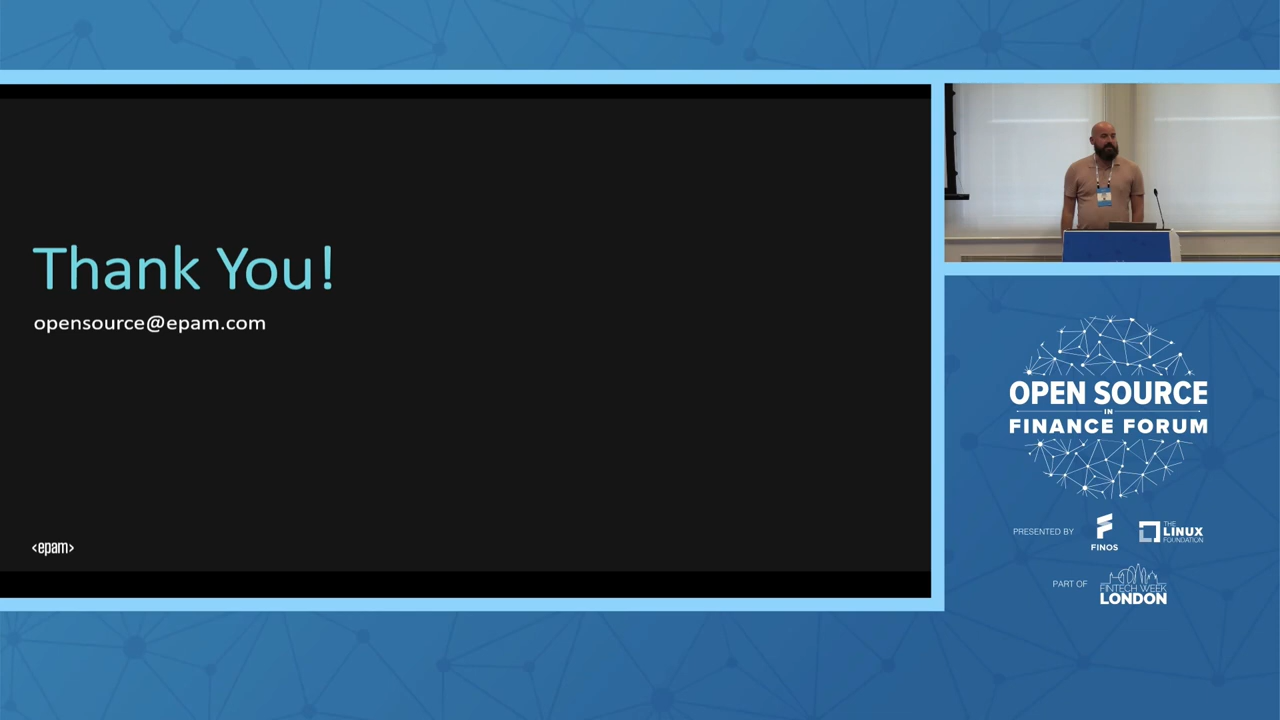 Thank You!
opensource@epam.com
<epam>
OPEN SOURCE
IN
FINANCE FORUM
PRESENTED BY
FINOS
THE
LINUX
FOUNDATION
PART OF
FINTECH WEEK
LONDON